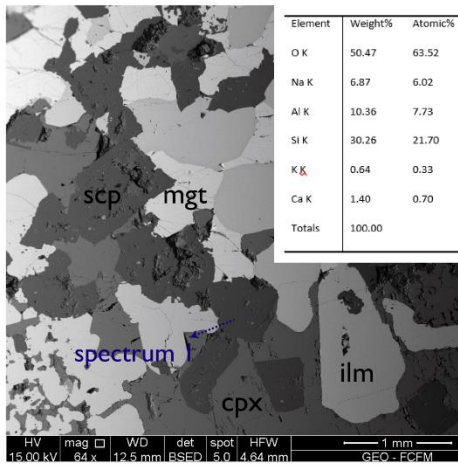 Element Weight% Atomic%
O K 50.47 63.52
Na K 6.87 6.02
Al K 10.36 7.73
Si K 30.26 21.70
K K 0.64 0.33
Ca K 1.40 0.70
Totals 100.00
scp mgt
spectrum 1
ilm
cpx
HV mag WD det spot HFW 1 mm
15.00 kV 64 x 12.5 mm BSED 5.0 4.64 mm GEO - FCFM